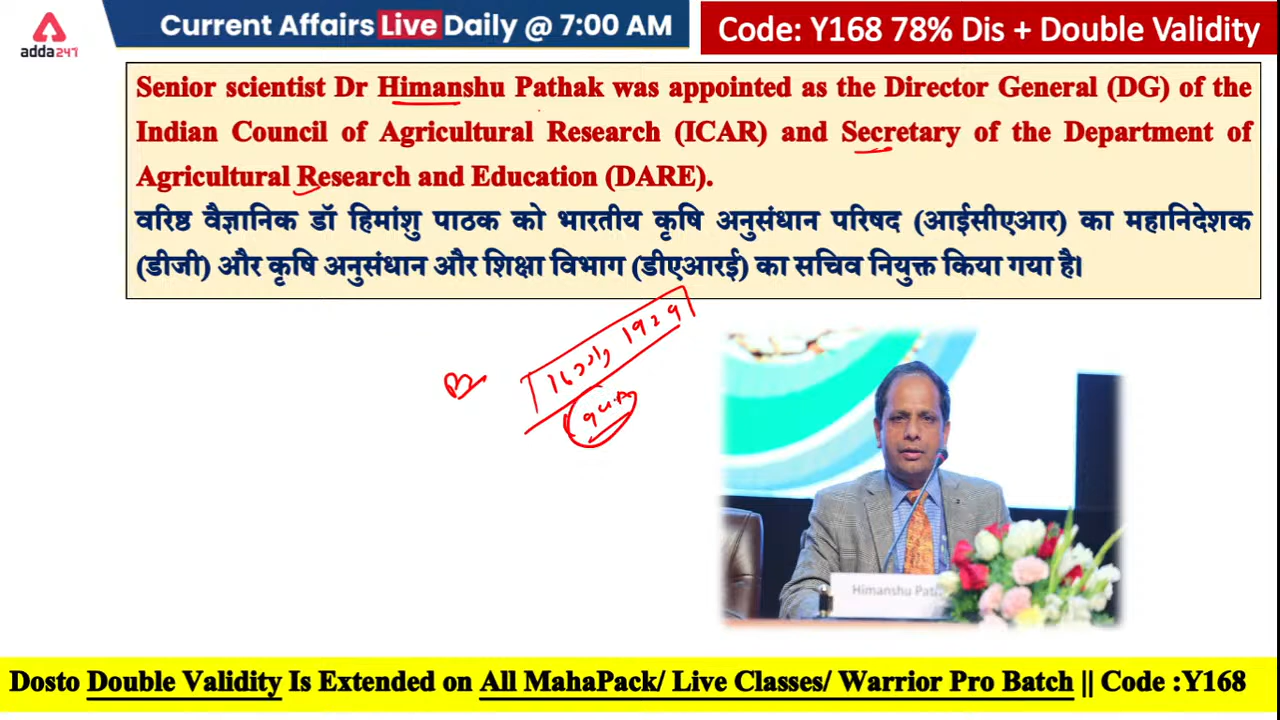 Current Affairs Live Daily @ 7:00 AM
Code: Y168 78% Dis + Double Validity
adda247
Senior scientist Dr Himanshu Pathak was appointed as the Director General (DG) of the
Indian Council of Agricultural Research (ICAR) and Secretary of the Department of
Agricultural Research and Education (DARE).
वरिष्ठ वैज्ञानिक डॉ हिमांशु पाठक को भारतीय कृषि अनुसंधान परिषद (आईसीएआर) का महानिदेशक
(डीजी) और कृषि अनुसंधान और शिक्षा विभाग (डीएआरई) का सचिव नियुक्त किया गया है।
1929
Himanshu
Dosto Double Validity Is Extended on All MahaPack/ Live Classes/ Warrior Pro Batch || Code :Y168